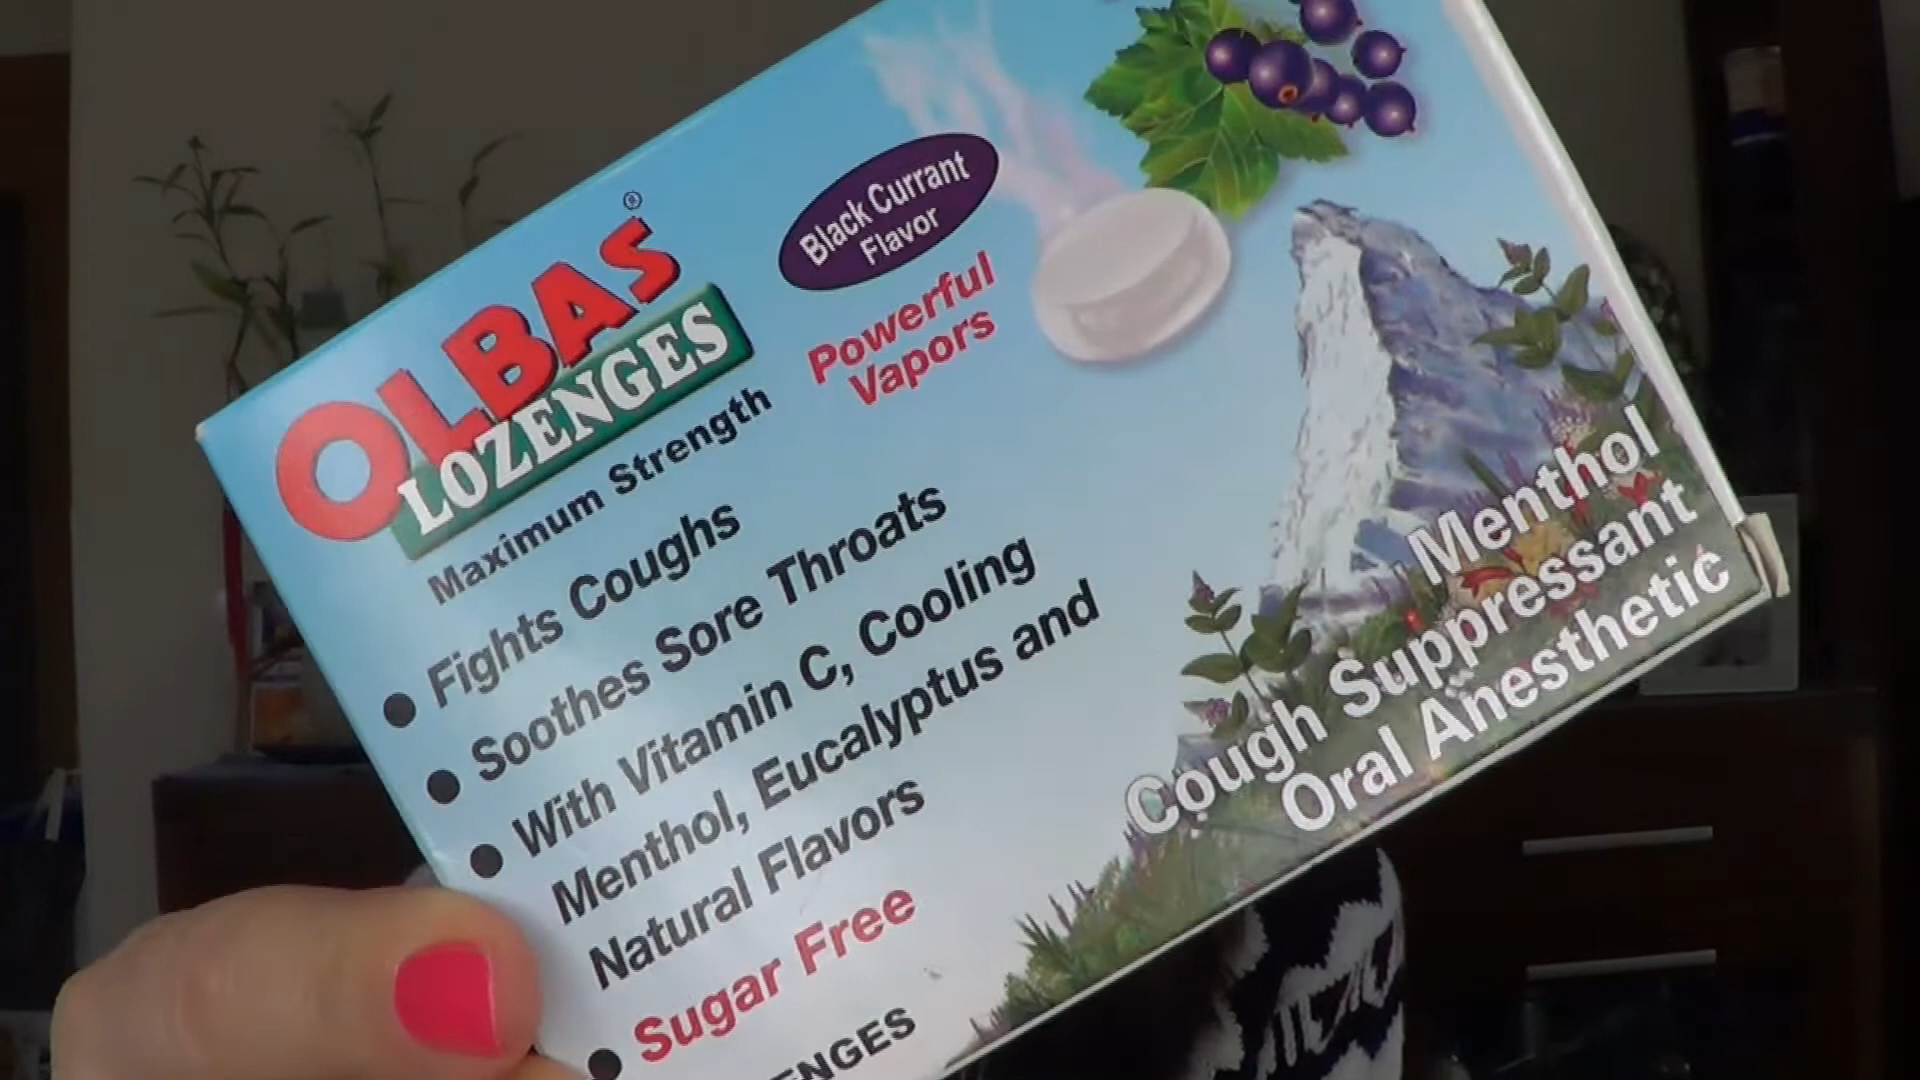 OLBAS®
LOZENGES
Maximum Strength
Black Currant
Flavor
Powerful
Vapors
● Fights Coughs
● Soothes Sore Throats
● With Vitamin C, Cooling
Menthol, Eucalyptus and
Natural Flavors
● Sugar Free
Menthol
Cough Suppressant
Oral Anesthetic